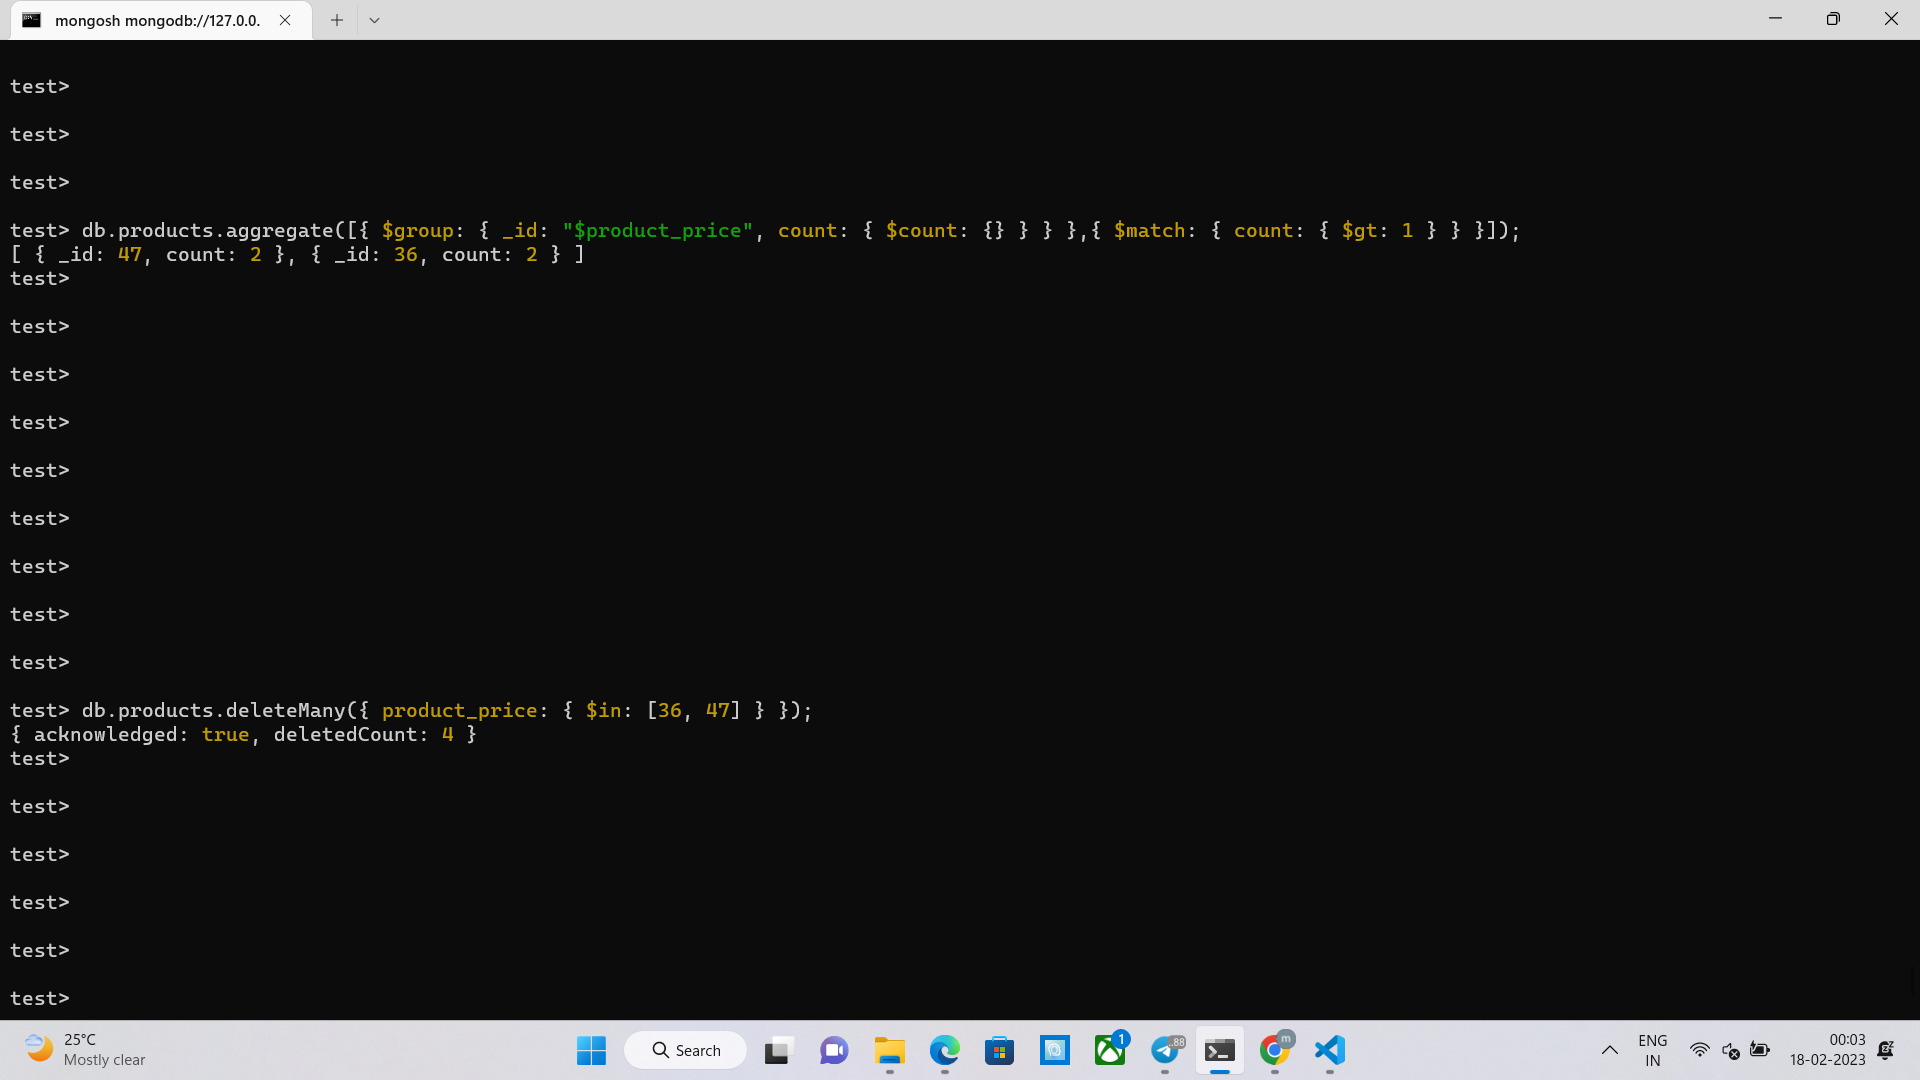 mongosh mongodb://127.0.0.
test>
test>
test>
test> db.products.aggregate([{ $group: { _id: "$product_price", count: { $count: {} } } },{ $match: { count: { $gt: 1 } } }]);
[ { _id: 47, count: 2 }, { _id: 36, count: 2 } ]
test>
test>
test>
test>
test>
test>
test>
test>
test>
test> db.products.deleteMany({ product_price: { $in: [36, 47] } });
{ acknowledged: true, deletedCount: 4 }
test>
test>
test>
test>
test>
test>
25°C
Mostly clear
Search
1
..88
m
ENG
IN
00:03
18-02-2023